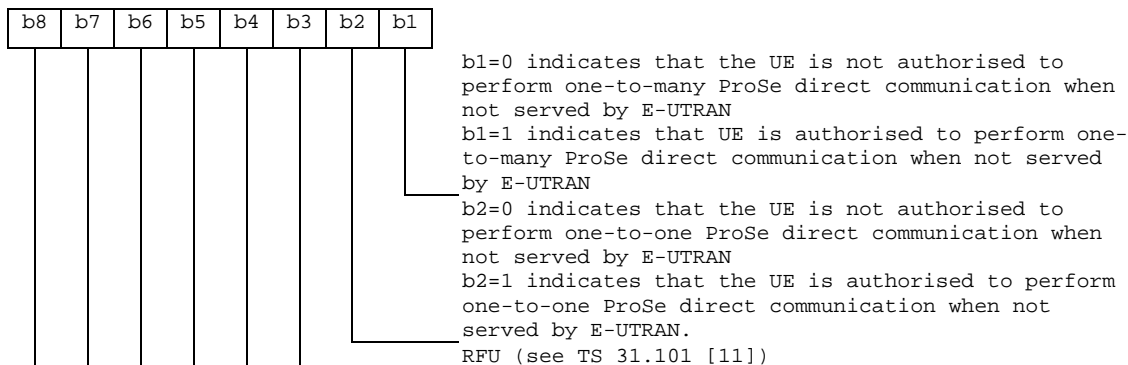 b8 b7 b6 b5 b4 b3 b2 b1
b1=0 indicates that the UE is not authorised to
perform one-to-many ProSe direct communication when
not served by E-UTRAN
b1=1 indicates that UE is authorised to perform one-
to-many ProSe direct communication when not served
by E-UTRAN
b2=0 indicates that the UE is not authorised to
perform one-to-one ProSe direct communication when
not served by E-UTRAN
b2=1 indicates that the UE is authorised to perform
one-to-one ProSe direct communication when not
served by E-UTRAN.
RFU (see TS 31.101 [11])